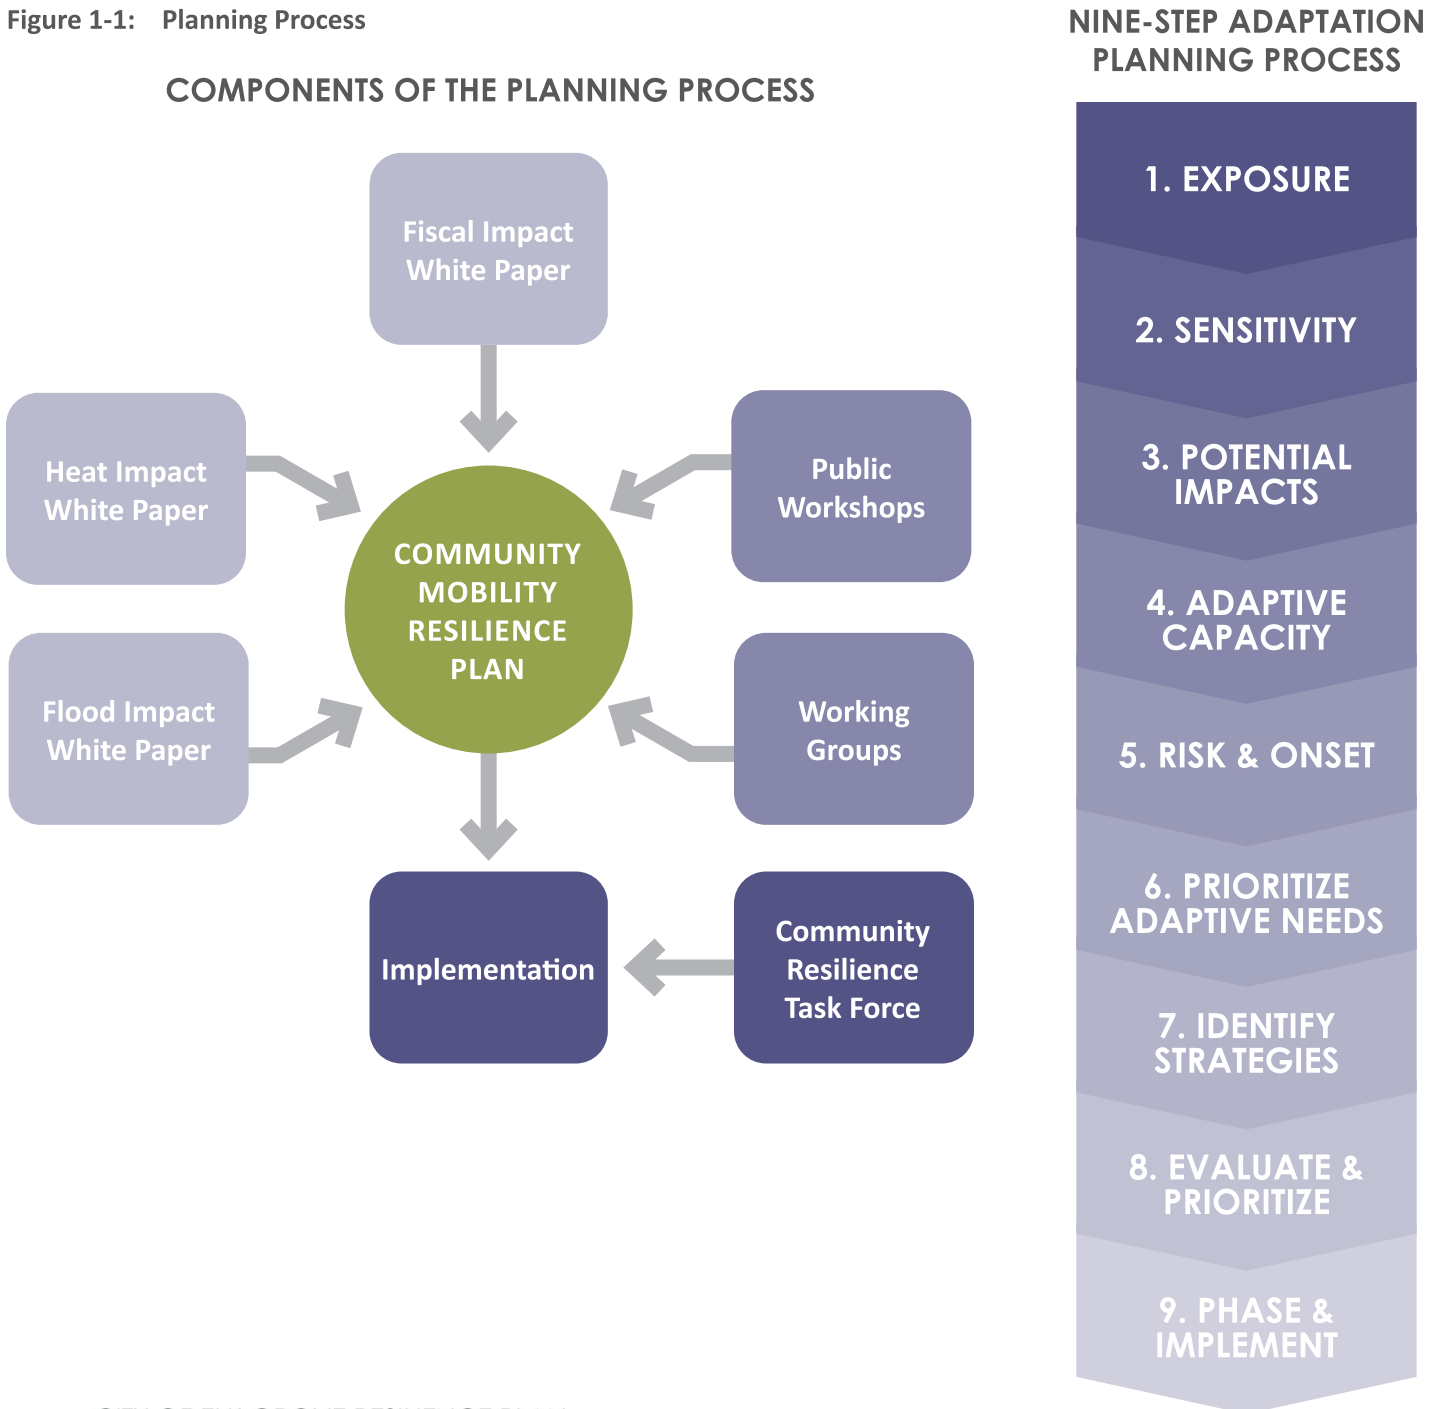 Figure 1-1: Planning Process
COMPONENTS OF THE PLANNING PROCESS
Fiscal Impact
White Paper
Heat Impact
White Paper
Public
Workshops
COMMUNITY
MOBILITY
RESILIENCE
PLAN
Flood Impact
White Paper
Working
Groups
Implementation
Community
Resilience
Task Force
NINE-STEP ADAPTATION
PLANNING PROCESS
1. EXPOSURE
2. SENSITIVITY
3. POTENTIAL
IMPACTS
4. ADAPTIVE
CAPACITY
5. RISK & ONSET
6. PRIORITIZE
ADAPTIVE NEEDS
7. IDENTIFY
STRATEGIES
8. EVALUATE &
PRIORITIZE
9. PHASE &
IMPLEMENT